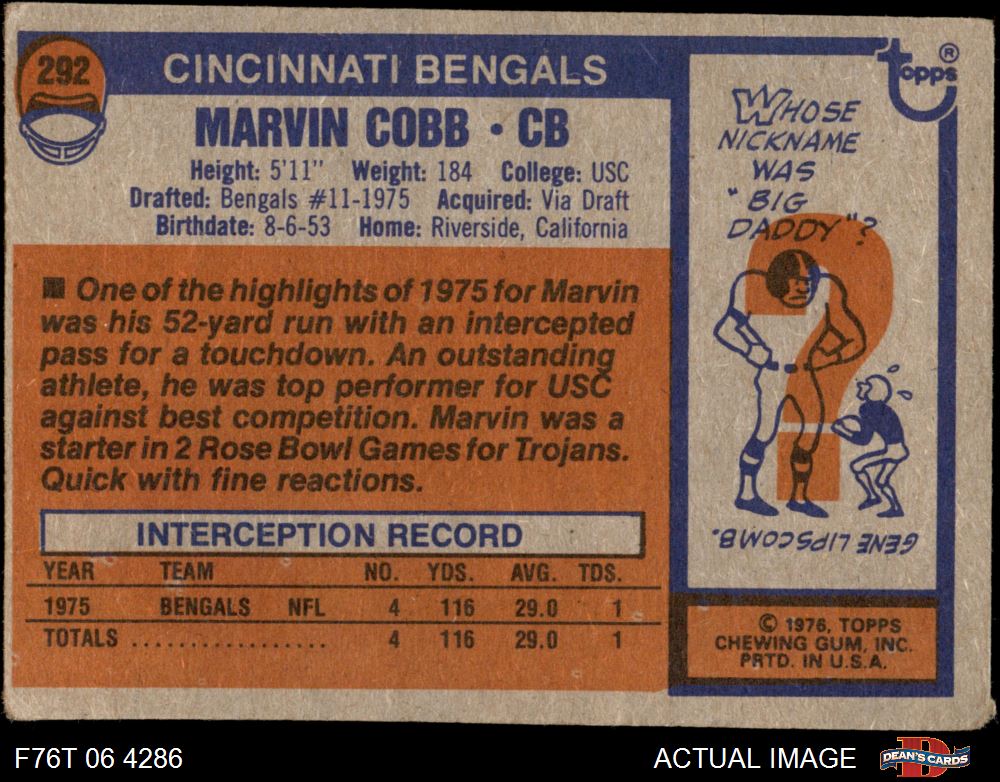 292
CINCINNATI BENGALS
MARVIN COBB • CB
Height: 5'11" Weight: 184 College: USC
Drafted: Bengals #11-1975 Acquired: Via Draft
Birthdate: 8-6-53 Home: Riverside, California
■ One of the highlights of 1975 for Marvin
was his 52-yard run with an intercepted
pass for a touchdown. An outstanding
athlete, he was top performer for USC
against best competition. Marvin was a
starter in 2 Rose Bowl Games for Trojans.
Quick with fine reactions.
INTERCEPTION RECORD
YEAR TEAM NO. YDS. AVG. TDS.
1975 BENGALS NFL 4 116 29.0 1
TOTALS ................. 4 116 29.0 1
topps®
WHOSE
NICKNAME
WAS
"BIG
DADDY"?
?
GENE LIPSCOMB.
© 1976, TOPPS
CHEWING GUM, INC.
PRTD. IN U.S.A.
F76T 06 4286
ACTUAL IMAGE
DEAN'S CARDS